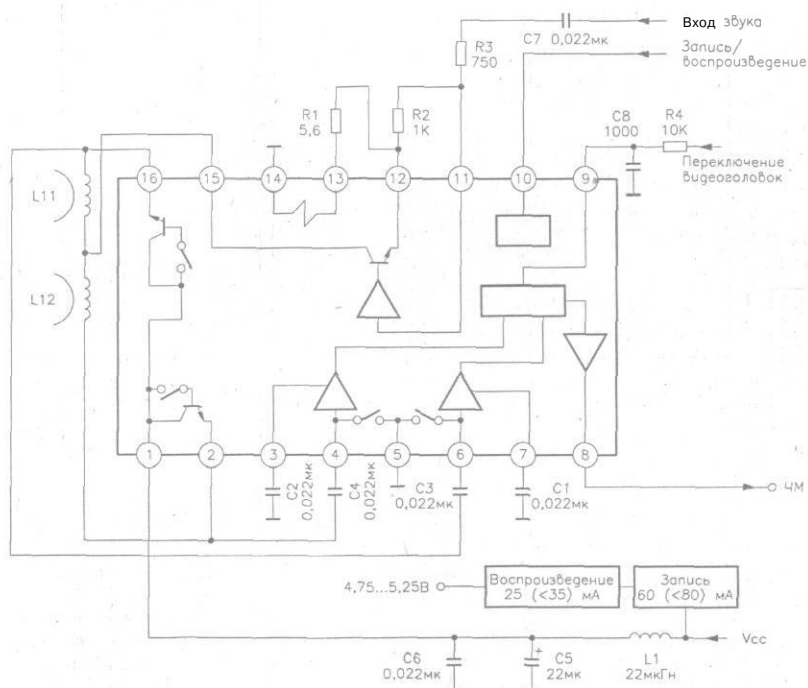 C7 0,022мк
Вход звука
R3
750
Запись/
воспроизведение
R1
5,6
R2
1К
C8
1000
R4
10К
Переключение
видеоголовок
16
15
14
13
12
11
10
9
L11
L12
1
2
3
4
5
6
7
8
C2
0,022мк
C4
0,022мк
C3
0,022мк
C1
0,022мк
ЧМ
4,75...5,25В
Воспроизведение
25 (<35) мА
Запись
60 (<80) мА
Vcc
C6
0,022мк
+
C5
22мк
L1
22мкГн